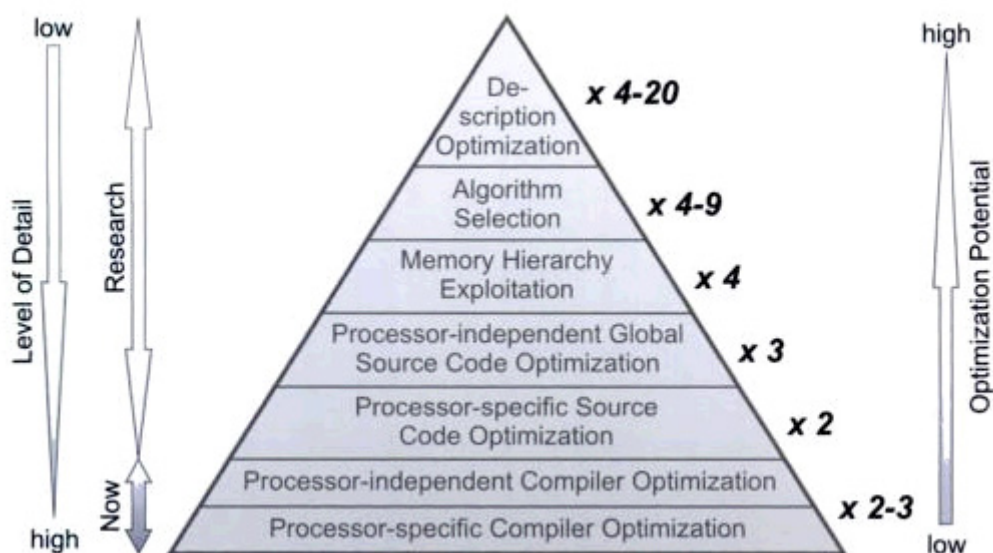 low
high
De-
scription
Optimization
x 4-20
Algorithm
Selection
x 4-9
Memory Hierarchy
Exploitation
x 4
Processor-independent Global
Source Code Optimization
x 3
Processor-specific Source
Code Optimization
x 2
Processor-independent Compiler Optimization
x 2-3
Processor-specific Compiler Optimization
Level of Detail
Research
Now
Optimization Potential
high
low